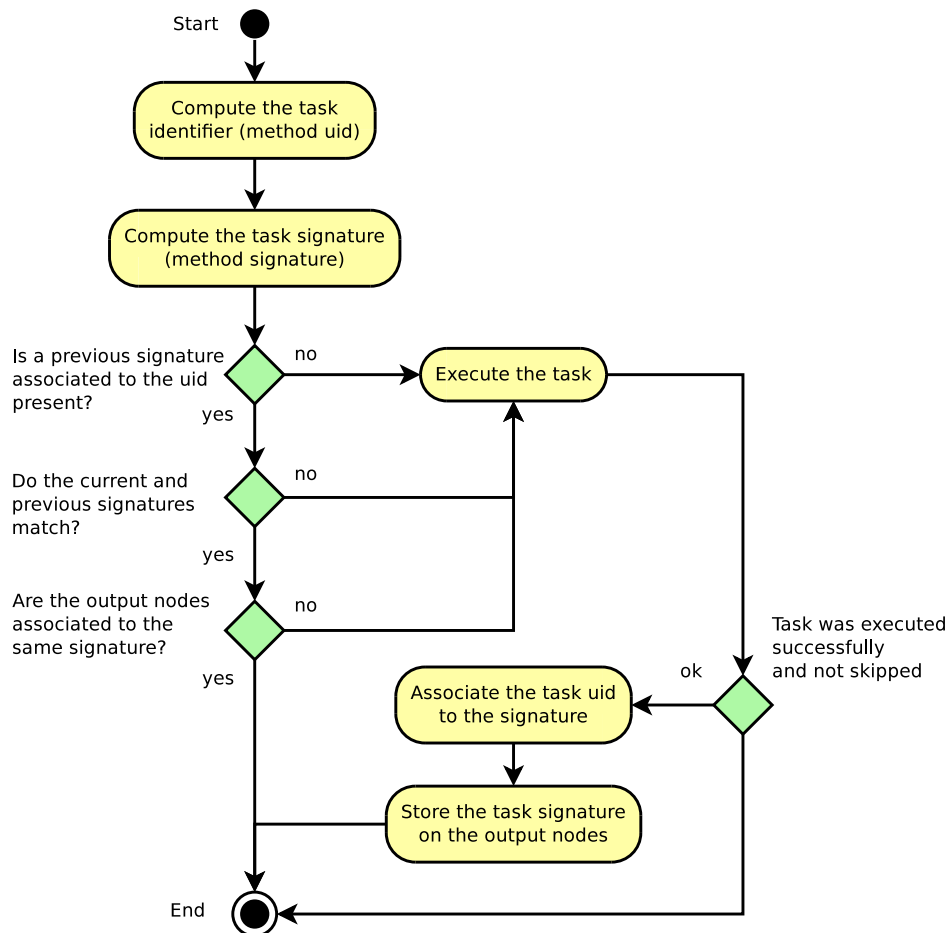 Start
Compute the task
identifier (method uid)
Compute the task signature
(method signature)
Is a previous signature
associated to the uid
present?
no
yes
Execute the task
Do the current and
previous signatures
match?
no
yes
Are the output nodes
associated to the
same signature?
no
yes
Task was executed
successfully
and not skipped
ok
Associate the task uid
to the signature
Store the task signature
on the output nodes
End